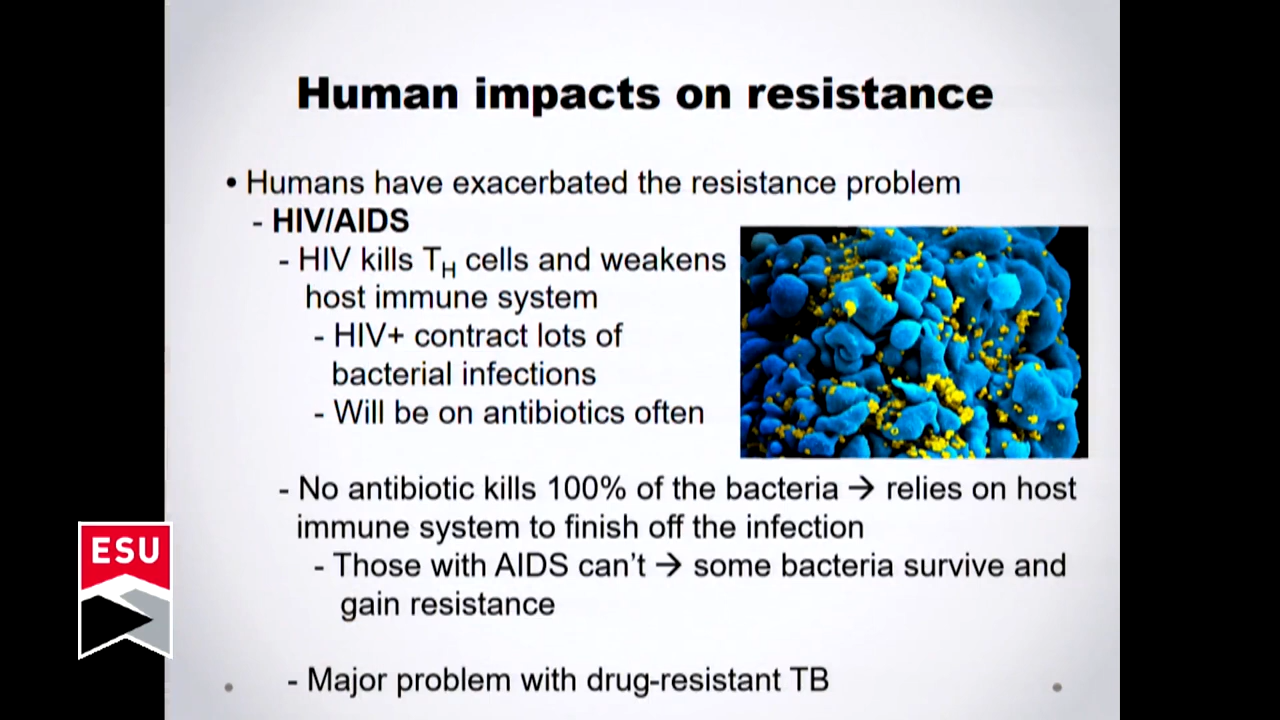 Human impacts on resistance
• Humans have exacerbated the resistance problem
- HIV/AIDS
- HIV kills TH cells and weakens
host immune system
- HIV+ contract lots of
bacterial infections
- Will be on antibiotics often
- No antibiotic kills 100% of the bacteria → relies on host
immune system to finish off the infection
- Those with AIDS can't → some bacteria survive and
gain resistance
- Major problem with drug-resistant TB
ESU